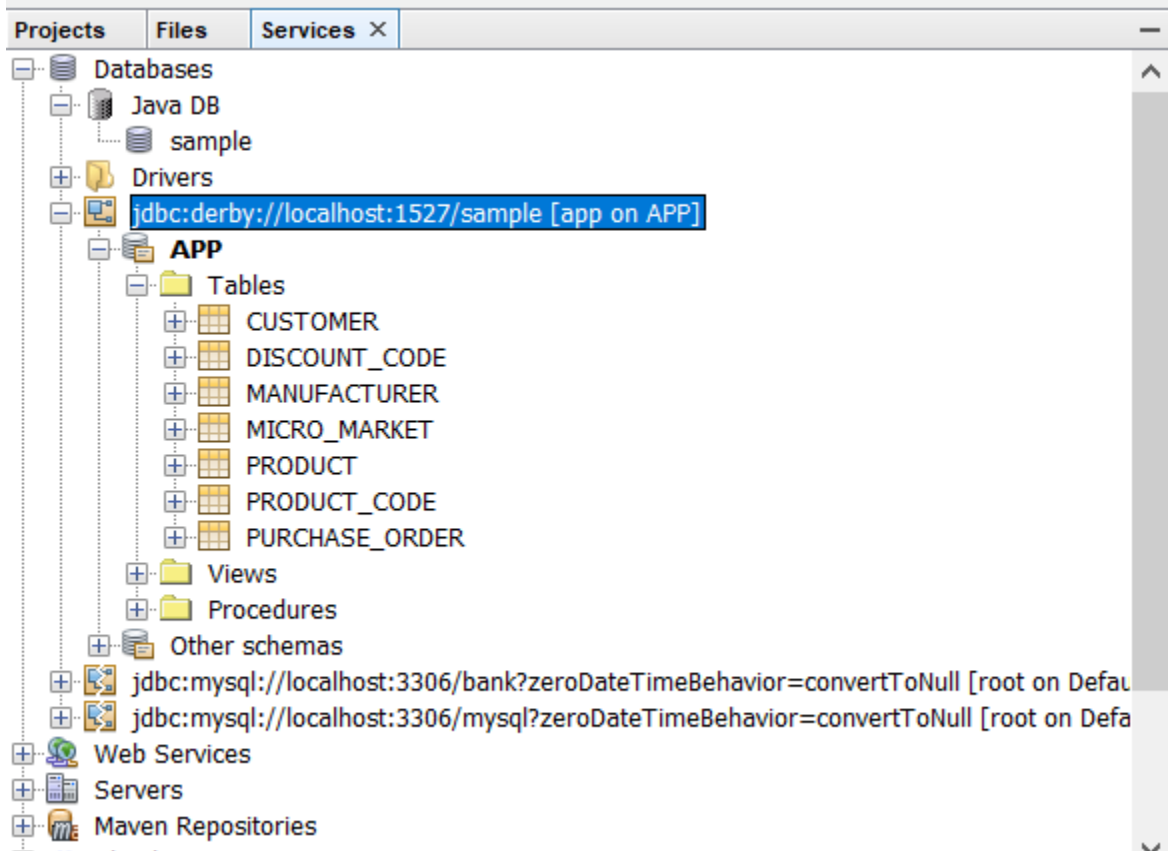 Projects Files Services ×
Databases
Java DB
sample
Drivers
jdbc:derby://localhost:1527/sample [app on APP]
APP
Tables
CUSTOMER
DISCOUNT_CODE
MANUFACTURER
MICRO_MARKET
PRODUCT
PRODUCT_CODE
PURCHASE_ORDER
Views
Procedures
Other schemas
jdbc:mysql://localhost:3306/bank?zeroDateTimeBehavior=convertToNull [root on Defau
jdbc:mysql://localhost:3306/mysql?zeroDateTimeBehavior=convertToNull [root on Defa
Web Services
Servers
Maven Repositories